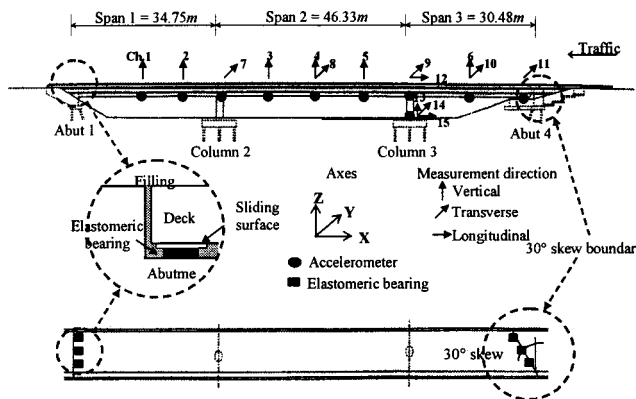 Span 1 = 34.75m
Span 2 = 46.33m
Span 3 = 30.48m
Traffic
Ch.1
2
7
3
4
8
5
9
12
6
10
11
13
14
15
Abut 1
Column 2
Column 3
Abut 4
Filling
Deck
Sliding
surface
Elastomeric
bearing
Abutme
Axes
Z
Y
X
Measurement direction
Vertical
Transverse
Longitudinal
Accelerometer
Elastomeric bearing
30° skew boundar
30° skew